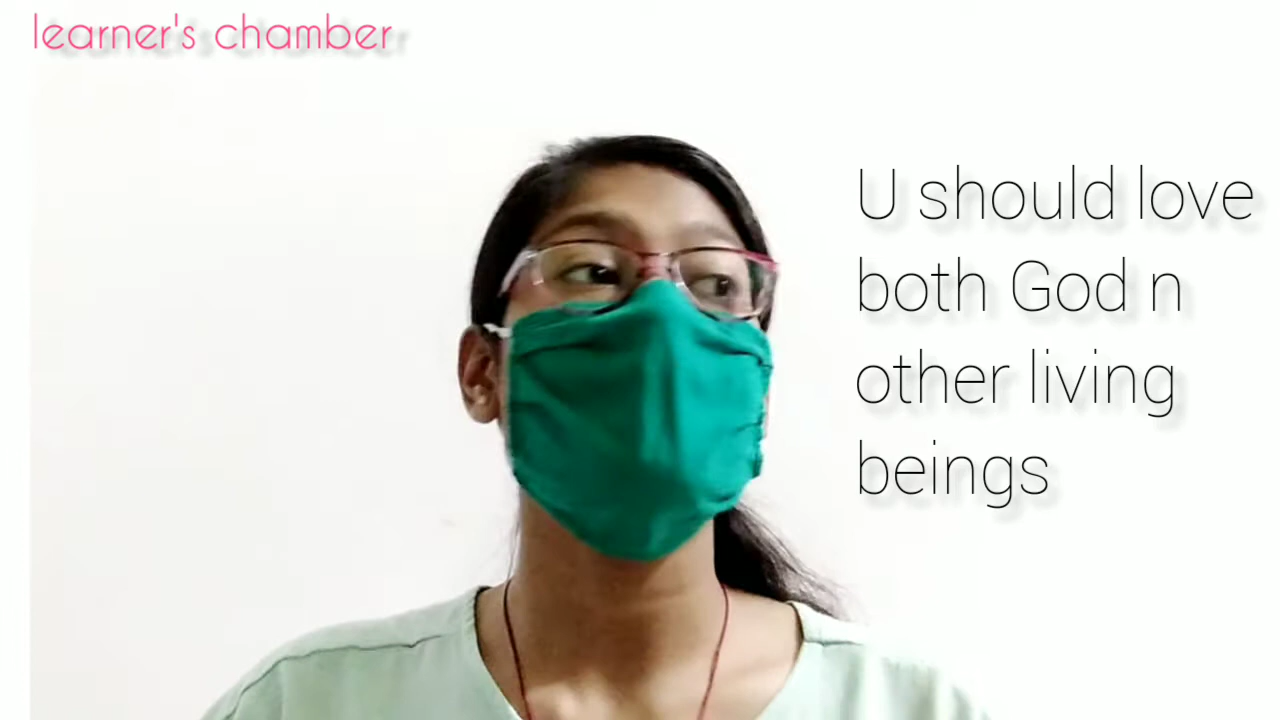 learner's chamber
U should love
both God n
other living
beings